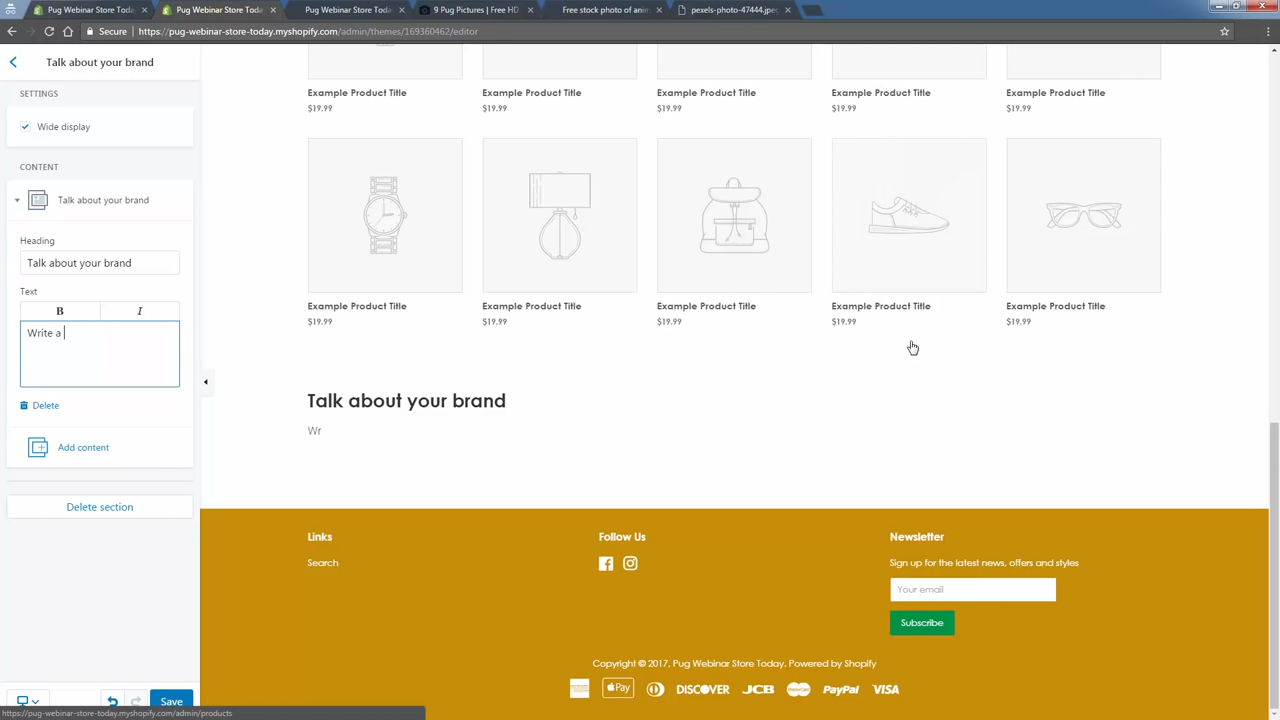 Pug Webinar Store Today
Pug Webinar Store Today
Pug Webinar Store Today
9 Pug Pictures | Free HD
Free stock photo of anim
pexels-photo-47444.jpeg
Secure https://pug-webinar-store-today.myshopify.com/admin/themes/169360462/editor
Talk about your brand
SETTINGS
Wide display
CONTENT
Talk about your brand
Heading
Talk about your brand
Text
B I
Write a
Delete
Add content
Delete section
Save
Example Product Title Example Product Title Example Product Title Example Product Title Example Product Title
$19.99 $19.99 $19.99 $19.99 $19.99
Example Product Title Example Product Title Example Product Title Example Product Title Example Product Title
$19.99 $19.99 $19.99 $19.99 $19.99
Talk about your brand
Wr
Links Follow Us Newsletter
Search
Sign up for the latest news, offers and styles
Your email
Subscribe
Copyright © 2017, Pug Webinar Store Today. Powered by Shopify
Pay DISCOVER JCB PayPal VISA
https://pug-webinar-store-today.myshopify.com/admin/products